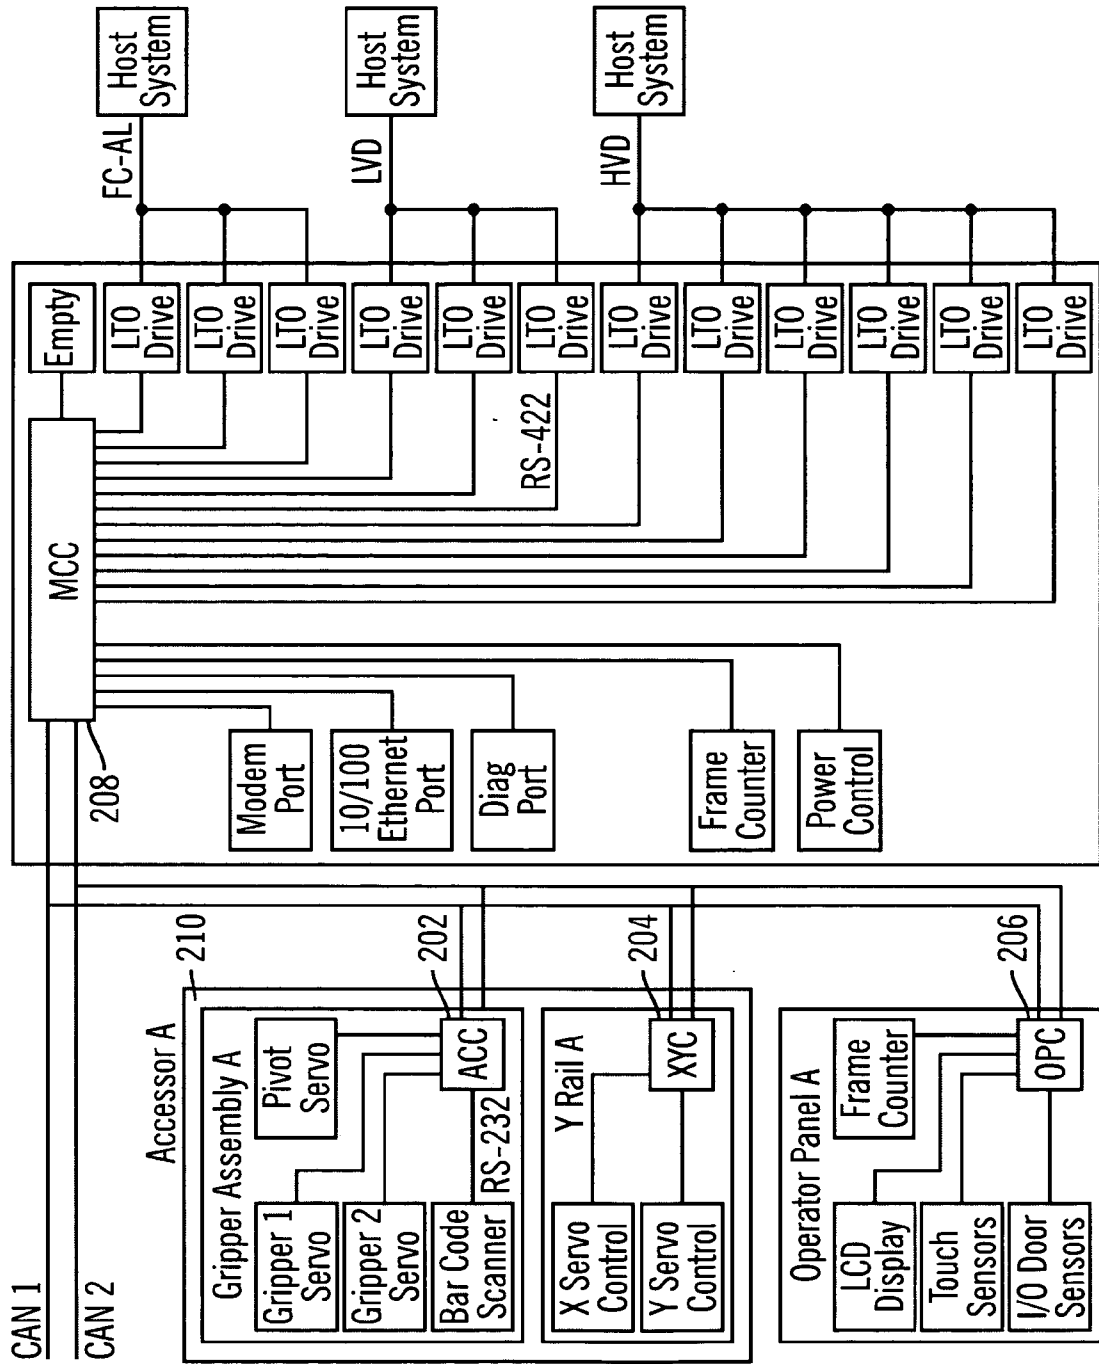 CAN 1
CAN 2
Accessor A
210
Gripper Assembly A
Gripper 1
Servo
Pivot
Servo
Gripper 2
Servo
Bar Code
Scanner
RS-232
ACC
202
Y Rail A
X Servo
Control
Y Servo
Control
XYC
204
Operator Panel A
LCD
Display
Frame
Counter
Touch
Sensors
I/O Door
Sensors
OPC
206
MCC
208
Modem
Port
10/100
Ethernet
Port
Diag
Port
Frame
Counter
Power
Control
RS-422
Empty
LTO
Drive
LTO
Drive
LTO
Drive
LTO
Drive
LTO
Drive
LTO
Drive
LTO
Drive
LTO
Drive
LTO
Drive
LTO
Drive
LTO
Drive
LTO
Drive
FC-AL
Host
System
LVD
Host
System
HVD
Host
System